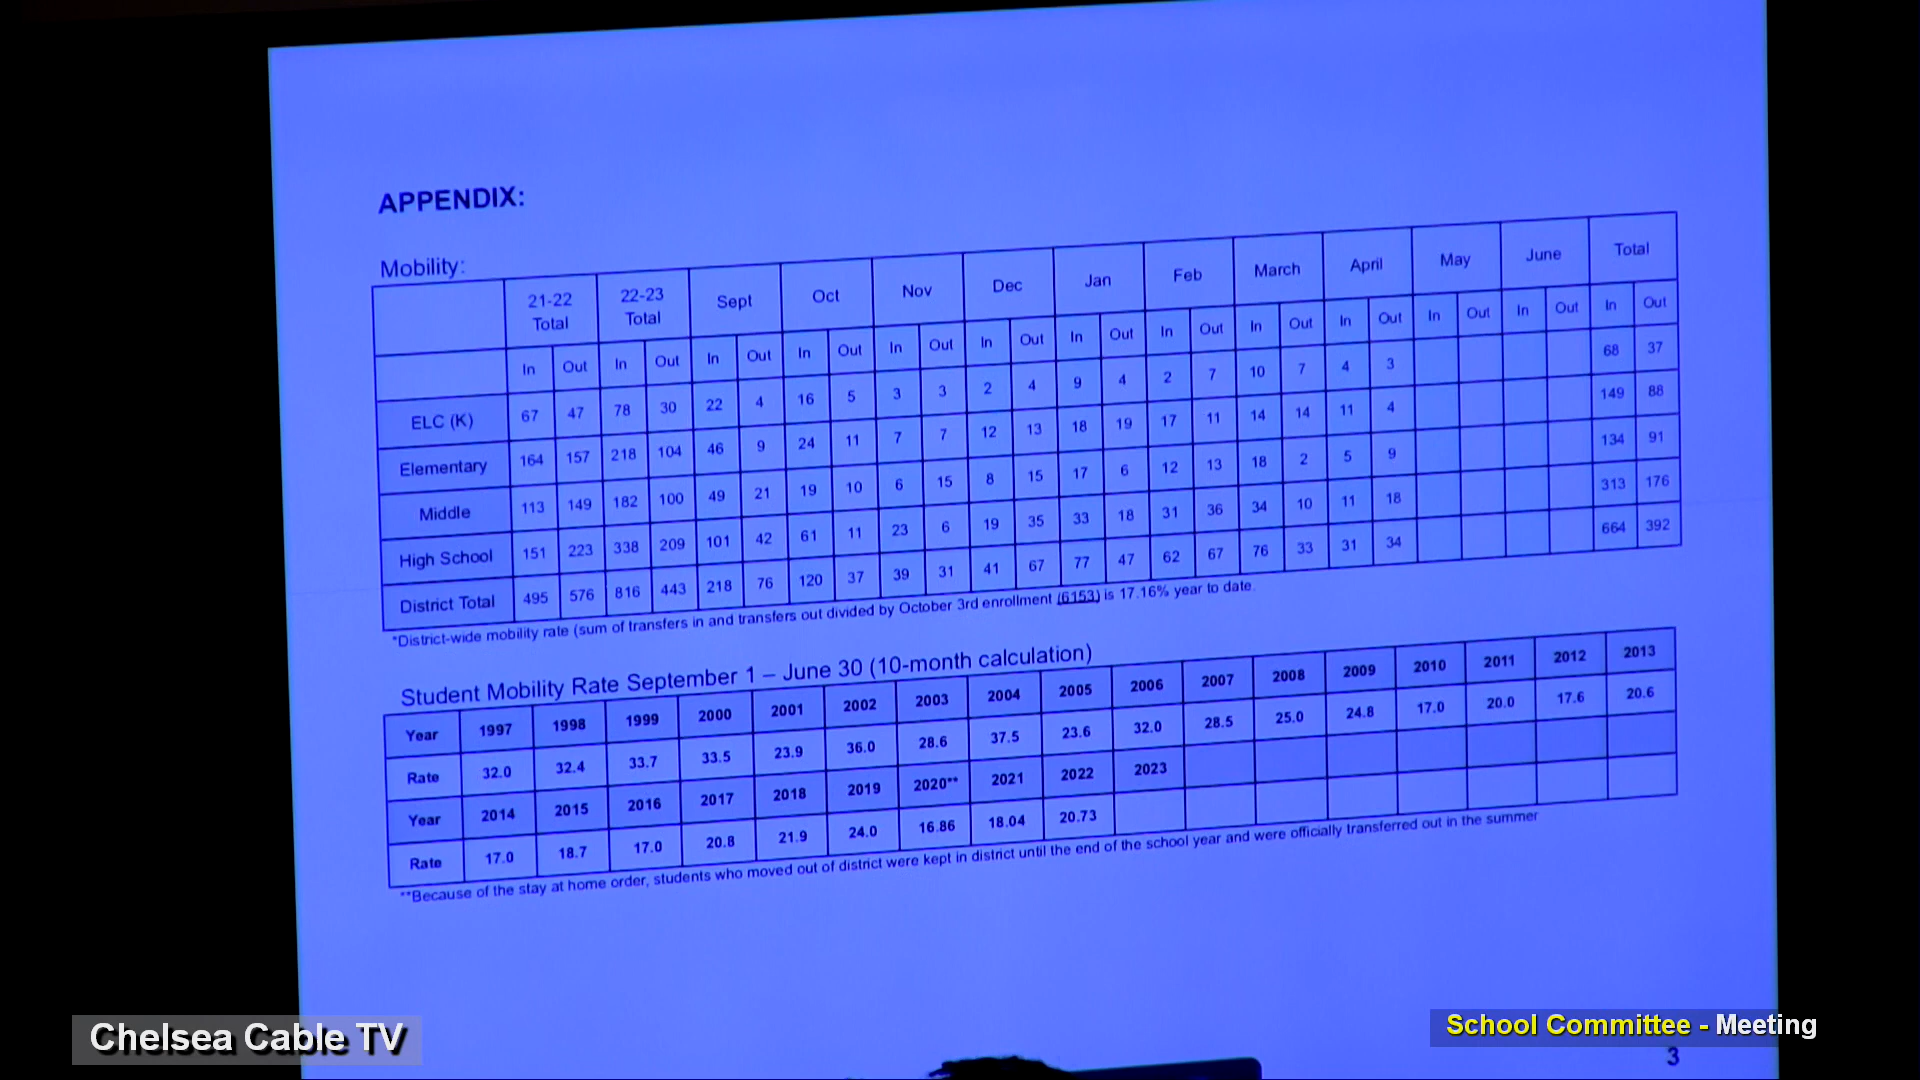 APPENDIX:
Mobility:
21-22 Total 22-23 Total Sept Oct Nov Dec Jan Feb March April May June Total
In Out In Out In Out In Out In Out In Out In Out In Out In Out In Out In Out In Out In Out
ELC (K) 67 47 78 30 22 4 16 5 3 3 2 4 9 4 2 7 10 7 4 3 68 37
Elementary 164 157 218 104 46 9 24 11 7 7 12 13 18 19 17 11 14 14 11 4 149 88
Middle 113 149 182 100 49 21 19 10 6 15 8 15 17 6 12 13 18 2 5 9 134 91
High School 151 223 338 209 101 42 61 11 23 6 19 35 33 18 31 36 34 10 11 18 313 176
District Total 495 576 816 443 218 76 120 37 39 31 41 67 77 47 62 67 76 33 31 34 664 392
*District-wide mobility rate (sum of transfers in and transfers out divided by October 3rd enrollment (6153) is 17.16% year to date.
Student Mobility Rate September 1 – June 30 (10-month calculation)
Year 1997 1998 1999 2000 2001 2002 2003 2004 2005 2006 2007 2008 2009 2010 2011 2012 2013
Rate 32.0 32.4 33.7 33.5 23.9 36.0 28.6 37.5 23.6 32.0 28.5 25.0 24.8 17.0 20.0 17.6 20.6
Year 2014 2015 2016 2017 2018 2019 2020** 2021 2022 2023
Rate 17.0 18.7 17.0 20.8 21.9 24.0 16.86 18.04 20.73
**Because of the stay at home order, students who moved out of district were kept in district until the end of the school year and were officially transferred out in the summer
Chelsea Cable TV
School Committee - Meeting
3